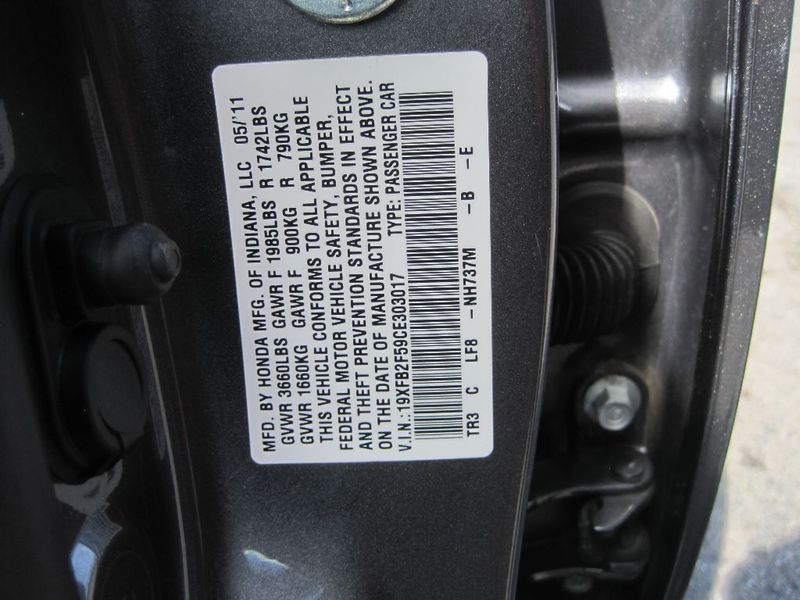 MFD. BY HONDA MFG. OF INDIANA, LLC 05/'11
GVWR 3660LBS GAWR F 1985LBS R 1742LBS
GVWR 1660KG GAWR F 900KG R 790KG
THIS VEHICLE CONFORMS TO ALL APPLICABLE
FEDERAL MOTOR VEHICLE SAFETY, BUMPER,
AND THEFT PREVENTION STANDARDS IN EFFECT
ON THE DATE OF MANUFACTURE SHOWN ABOVE.
V.I.N.:19XFB2F59CE303017 TYPE: PASSENGER CAR
TR3 C LF8 -NH737M -B -E